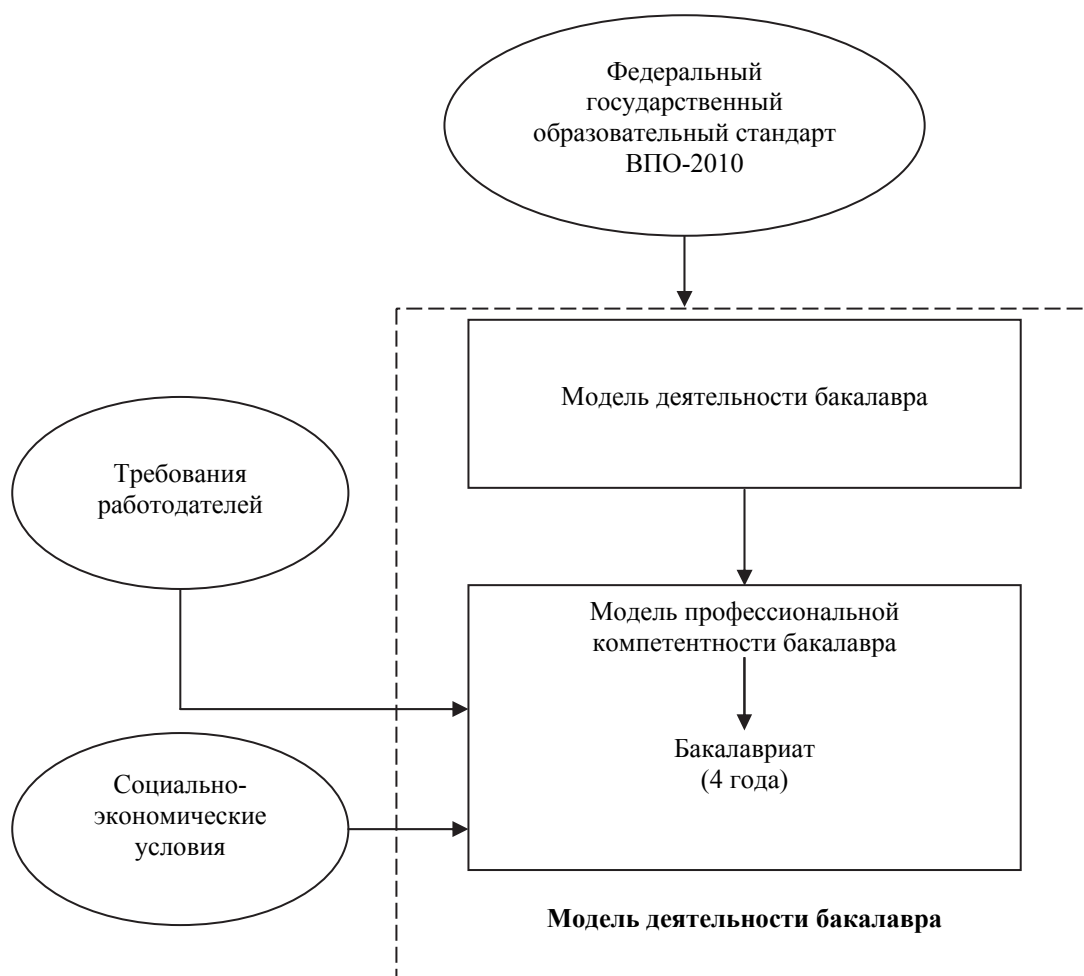 Федеральный
государственный
образовательный стандарт
ВПО-2010
Модель деятельности бакалавра
Требования
работодателей
Модель профессиональной
компетентности бакалавра
Бакалавриат
(4 года)
Социально-
экономические
условия
Модель деятельности бакалавра